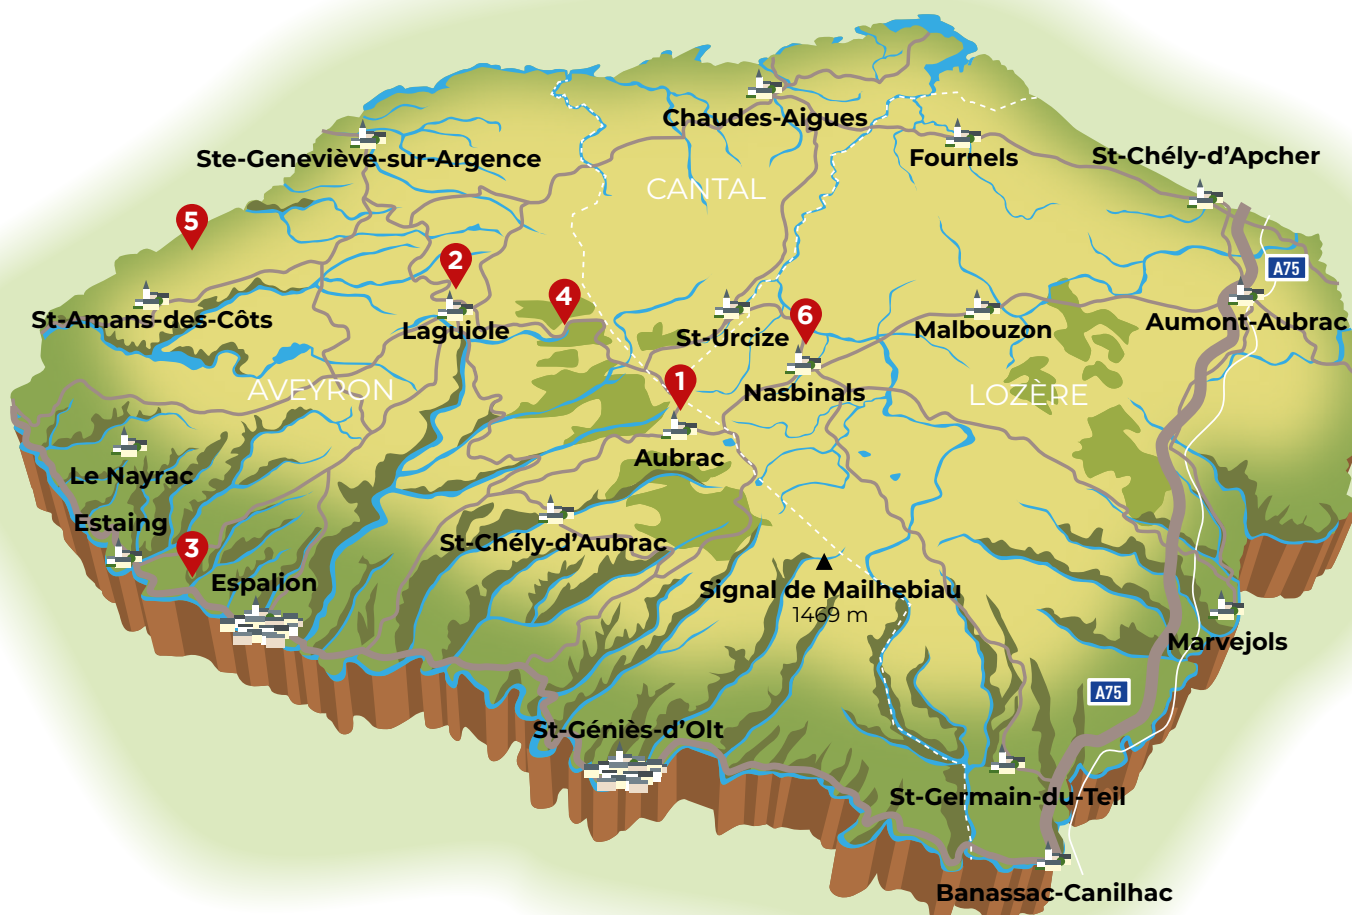 Chaudes-Aigues
Ste-Geneviève-sur-Argence
Fournels
St-Chély-d'Apcher
CANTAL
5
2
A75
4
St-Amans-des-Côts
Laguiole
6
St-Urcize
Malbouzon
Aumont-Aubrac
1
AVEYRON
Nasbinals
LOZÈRE
Aubrac
Le Nayrac
Estaing
3
St-Chély-d'Aubrac
Espalion
Signal de Mailhebiau
1469 m
Marvejols
A75
St-Géniès-d'Olt
St-Germain-du-Teil
Banassac-Canilhac